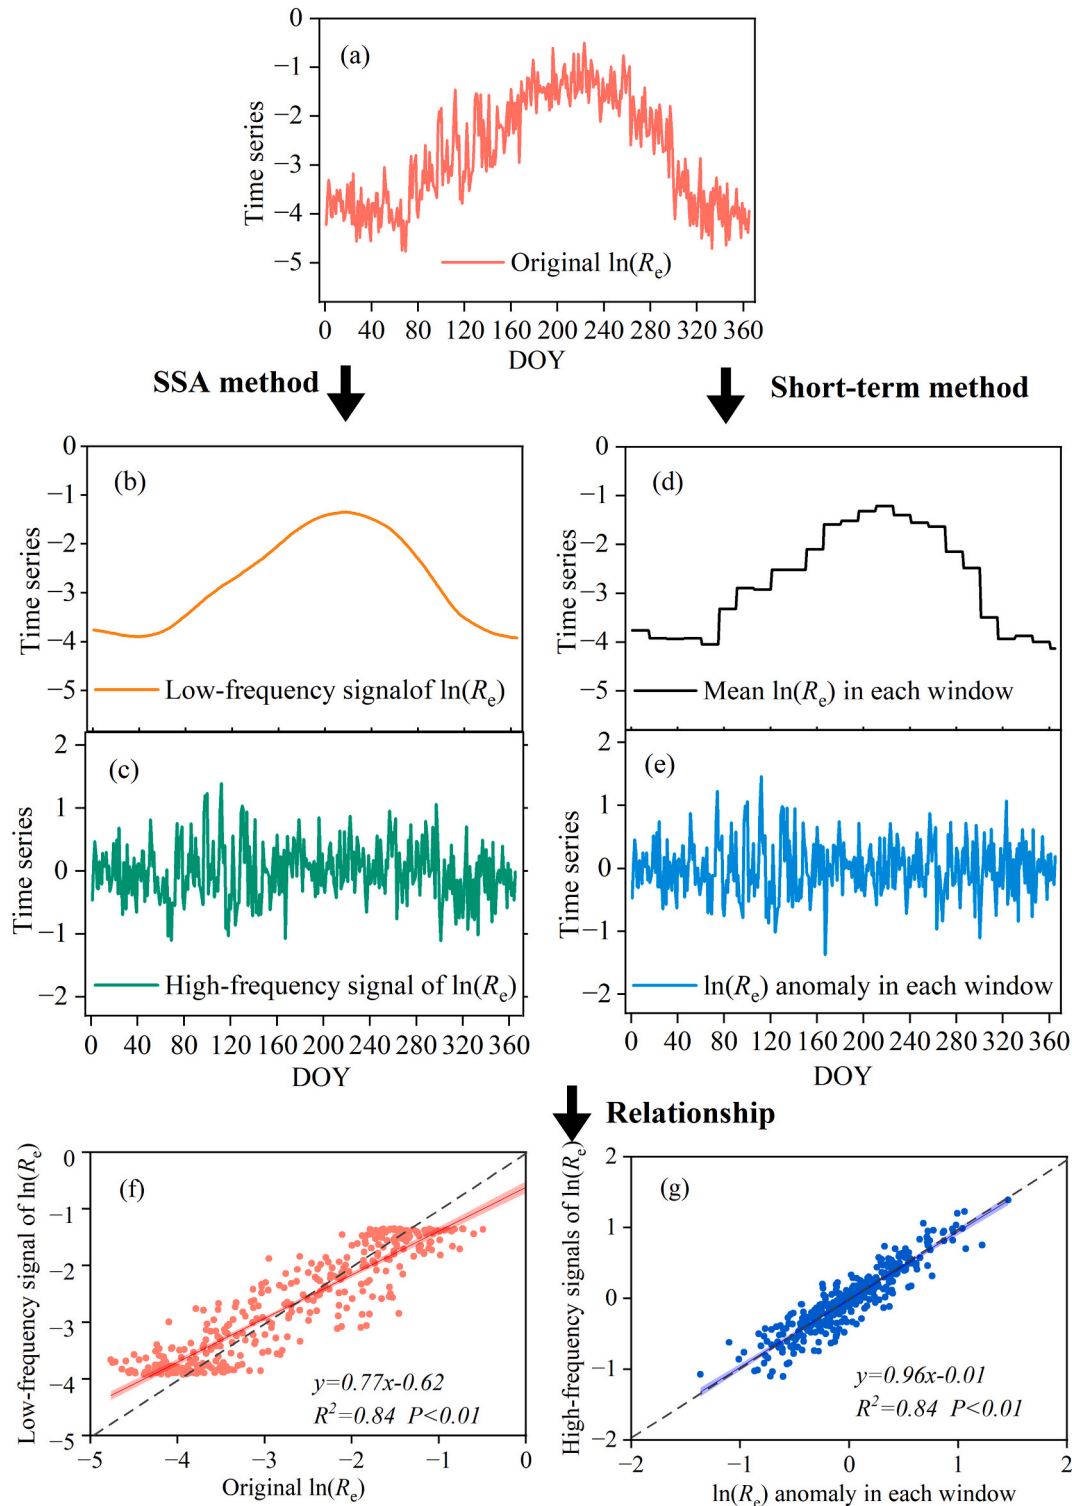 0
−1
−2
−3
−4
−5
Time series
(a)
Original ln(Re)
0 40 80 120 160 200 240 280 320 360
DOY
SSA method
Short-term method
0
−1
−2
−3
−4
−5
Time series
(b)
Low-frequency signalof ln(Re)
2
1
0
−1
−2
Time series
(c)
High-frequency signal of ln(Re)
0 40 80 120 160 200 240 280 320 360
DOY
0
−1
−2
−3
−4
−5
Time series
(d)
Mean ln(Re) in each window
2
1
0
−1
−2
Time series
(e)
ln(Re) anomaly in each window
0 40 80 120 160 200 240 280 320 360
DOY
Relationship
Low-frequency signal of ln(Re)
0
−1
−2
−3
−4
−5
(f)
y=0.77x-0.62
R2=0.84 P<0.01
−5 −4 −3 −2 −1 0
Original ln(Re)
High-frequency signals of ln(Re)
2
1
0
−1
−2
(g)
y=0.96x-0.01
R2=0.84 P<0.01
−2 −1 0 1 2
ln(Re) anomaly in each window